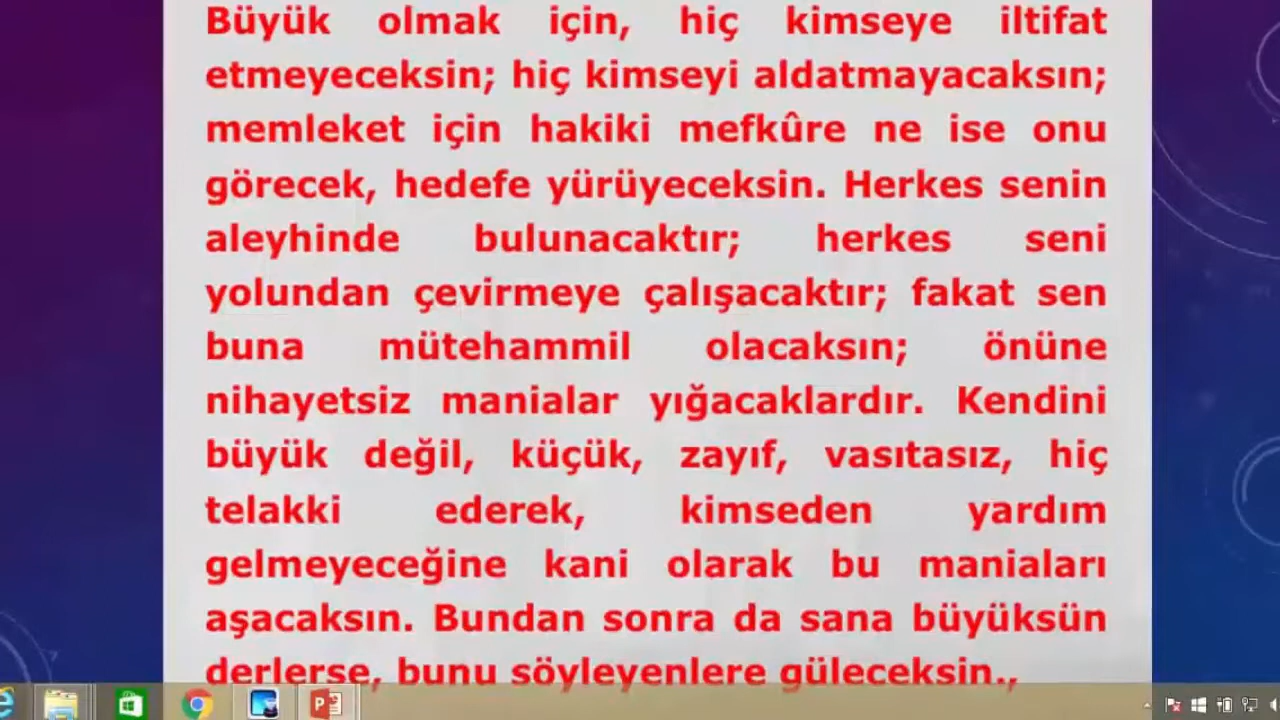 Büyük olmak için, hiç kimseye iltifat
etmeyeceksin; hiç kimseyi aldatmayacaksın;
memleket için hakiki mefkûre ne ise onu
görecek, hedefe yürüyeceksin. Herkes senin
aleyhinde bulunacaktır; herkes seni
yolundan çevirmeye çalışacaktır; fakat sen
buna mütehammil olacaksın; önüne
nihayetsiz manialar yığacaklardır. Kendini
büyük değil, küçük, zayıf, vasıtasız, hiç
telakki ederek, kimseden yardım
gelmeyeceğine kani olarak bu maniaları
aşacaksın. Bundan sonra da sana büyüksün
derlerse, bunu söyleyenlere güleceksin.,